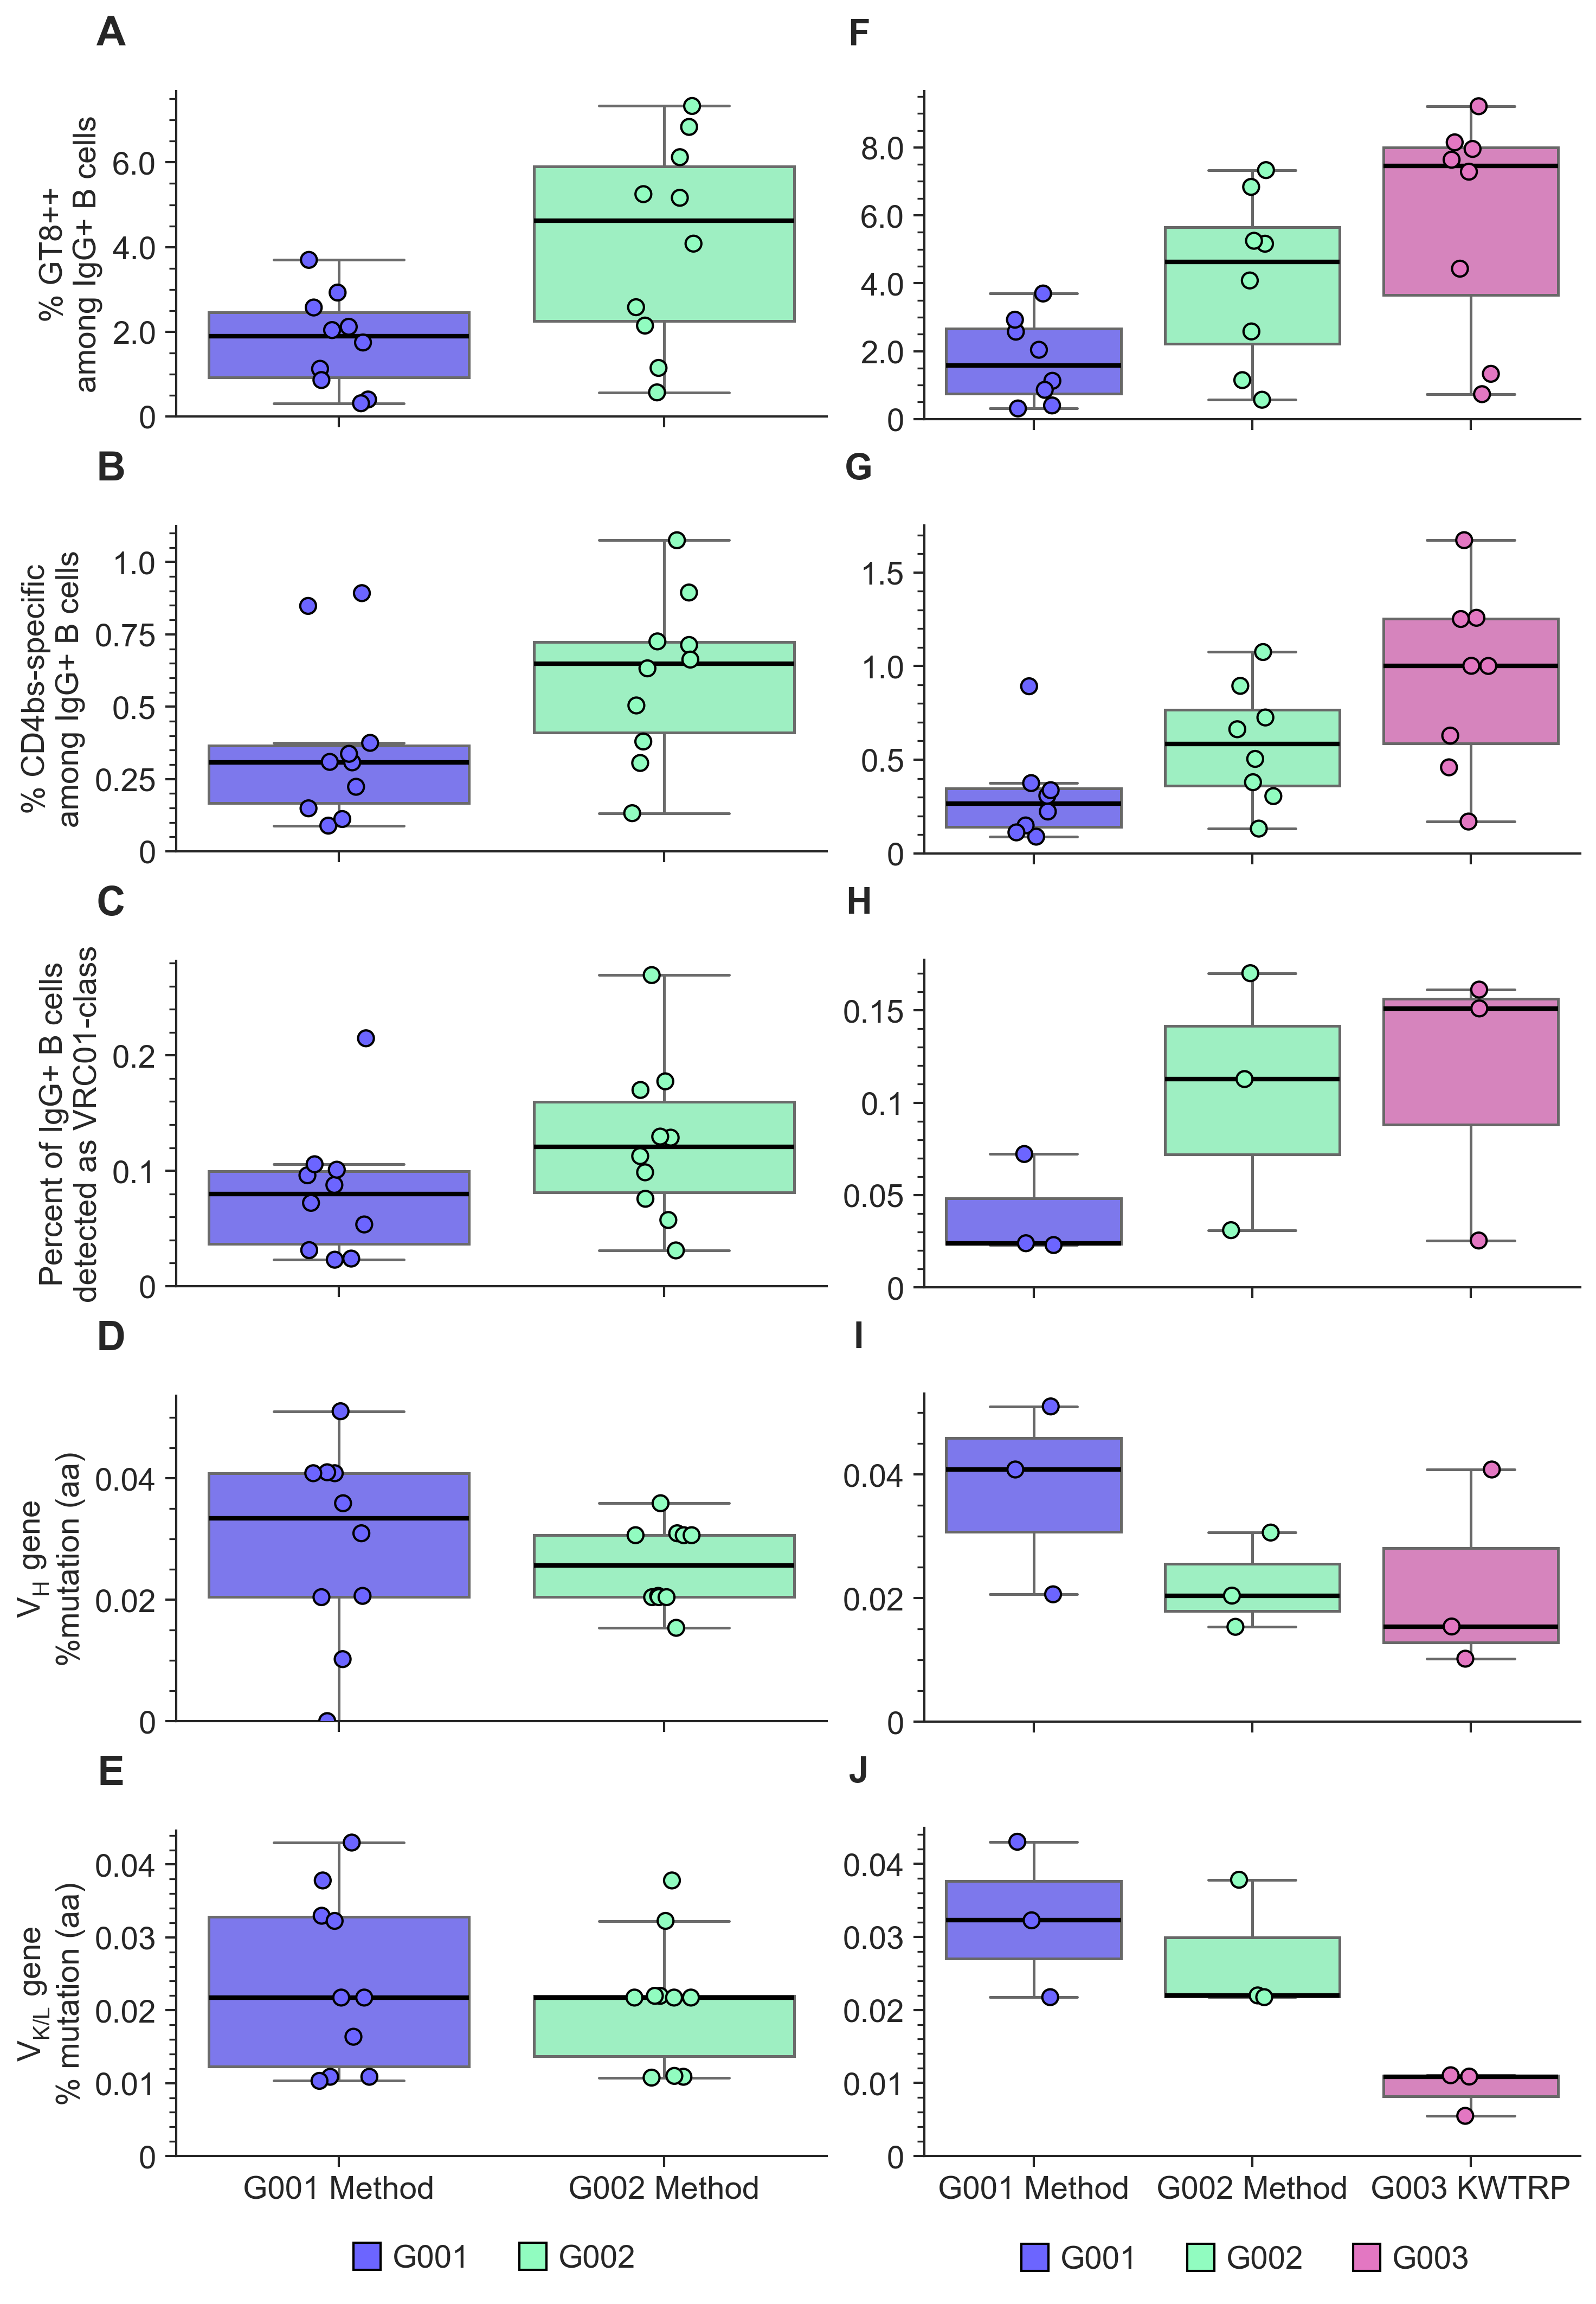 A
% GT8++
among IgG+ B cells
6.0
4.0
2.0
0
F
8.0
6.0
4.0
2.0
0
B
% CD4bs-specific
among IgG+ B cells
1.0
0.75
0.5
0.25
0
G
1.5
1.0
0.5
0
C
Percent of IgG+ B cells
detected as VRC01-class
0.2
0.1
0
H
0.15
0.1
0.05
0
D
VH gene
%mutation (aa)
0.04
0.02
0
I
0.04
0.02
0
E
VK/L gene
% mutation (aa)
0.04
0.03
0.02
0.01
0
G001 Method G002 Method
G001 G002
J
0.04
0.03
0.02
0.01
0
G001 Method G002 Method G003 KWTRP
G001 G002 G003